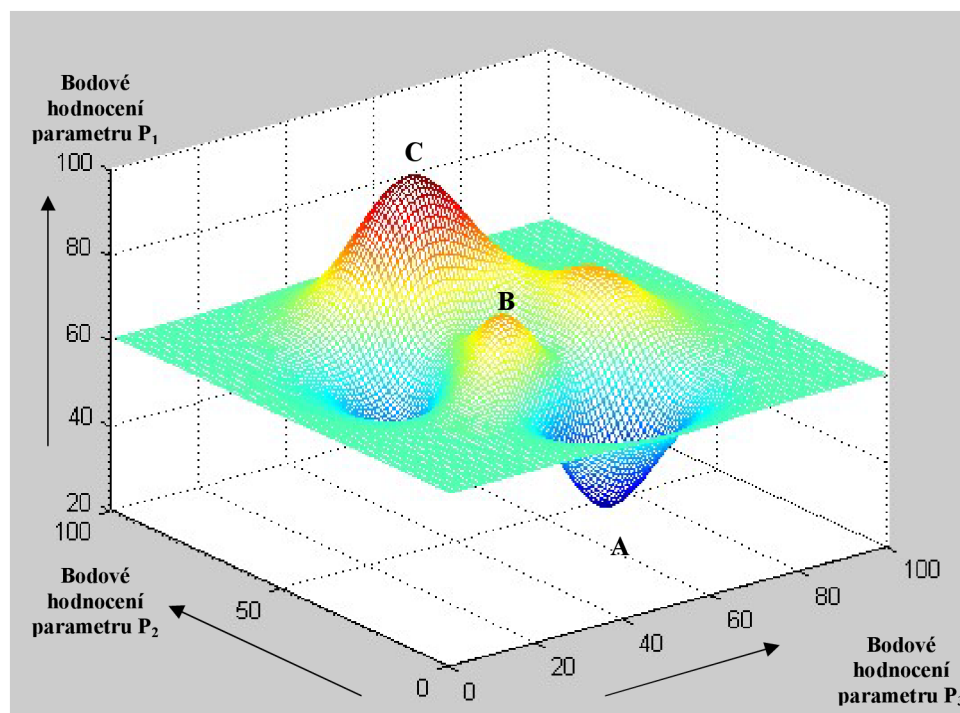 Bodové
hodnocení
parametru P₁
100
80
60
40
20
100
50
0
0
20
40
60
80
100
C
B
A
Bodové
hodnocení
parametru P₂
Bodové
hodnocení
parametru P₃